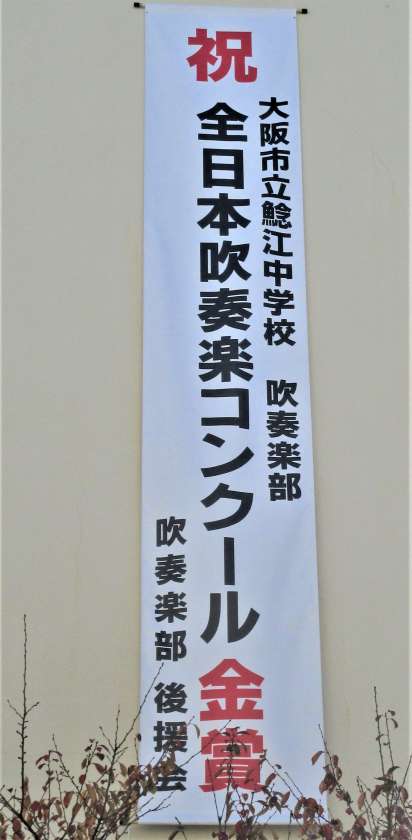 祝
大阪市立鯰江中学校 吹奏楽部
全日本吹奏楽コンクール金賞
吹奏楽部 後援会